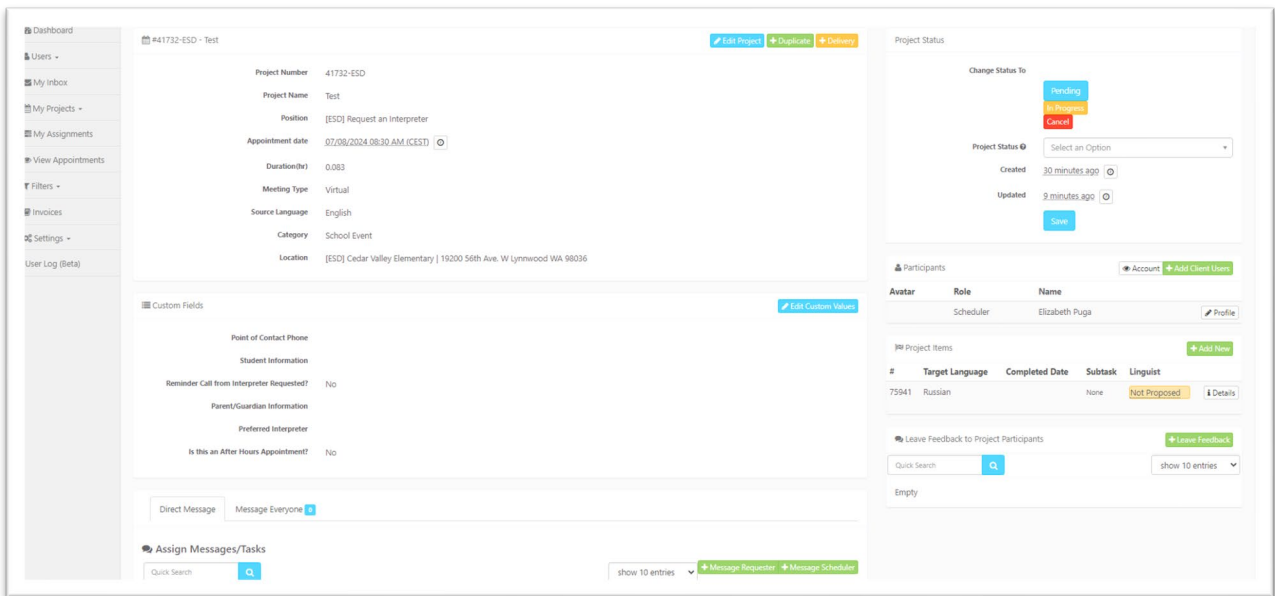 Dashboard
Users
My Inbox
My Projects
My Assignments
View Appointments
Filters
Invoices
Settings
User Log (Beta)
#41732-ESD - Test
Edit Project
+ Duplicate
+ Delivery
Project Number 41732-ESD
Project Name Test
Position [ESD] Request an Interpreter
Appointment date 07/08/2024 08:30 AM (CEST)
Duration(hr) 0.083
Meeting Type Virtual
Source Language English
Category School Event
Location [ESD] Cedar Valley Elementary | 19200 56th Ave. W Lynnwood WA 98036
Custom Fields
Edit Custom Values
Point of Contact Phone
Student Information
Reminder Call from Interpreter Requested? No
Parent/Guardian Information
Preferred Interpreter
Is this an After Hours Appointment? No
Direct Message
Message Everyone
Assign Messages/Tasks
Quick Search
show 10 entries
+ Message Requester
+ Message Scheduler
Project Status
Change Status To
Pending
In Progress
Cancel
Project Status Select an Option
Created 30 minutes ago
Updated 9 minutes ago
Save
Participants
Account
+ Add Client Users
Avatar Role Name
Scheduler Elizabeth Puga Profile
Project Items
+ Add New
# Target Language Completed Date Subtask Linguist
75941 Russian None Not Proposed Details
Leave Feedback to Project Participants
+ Leave Feedback
Quick Search
show 10 entries
Empty